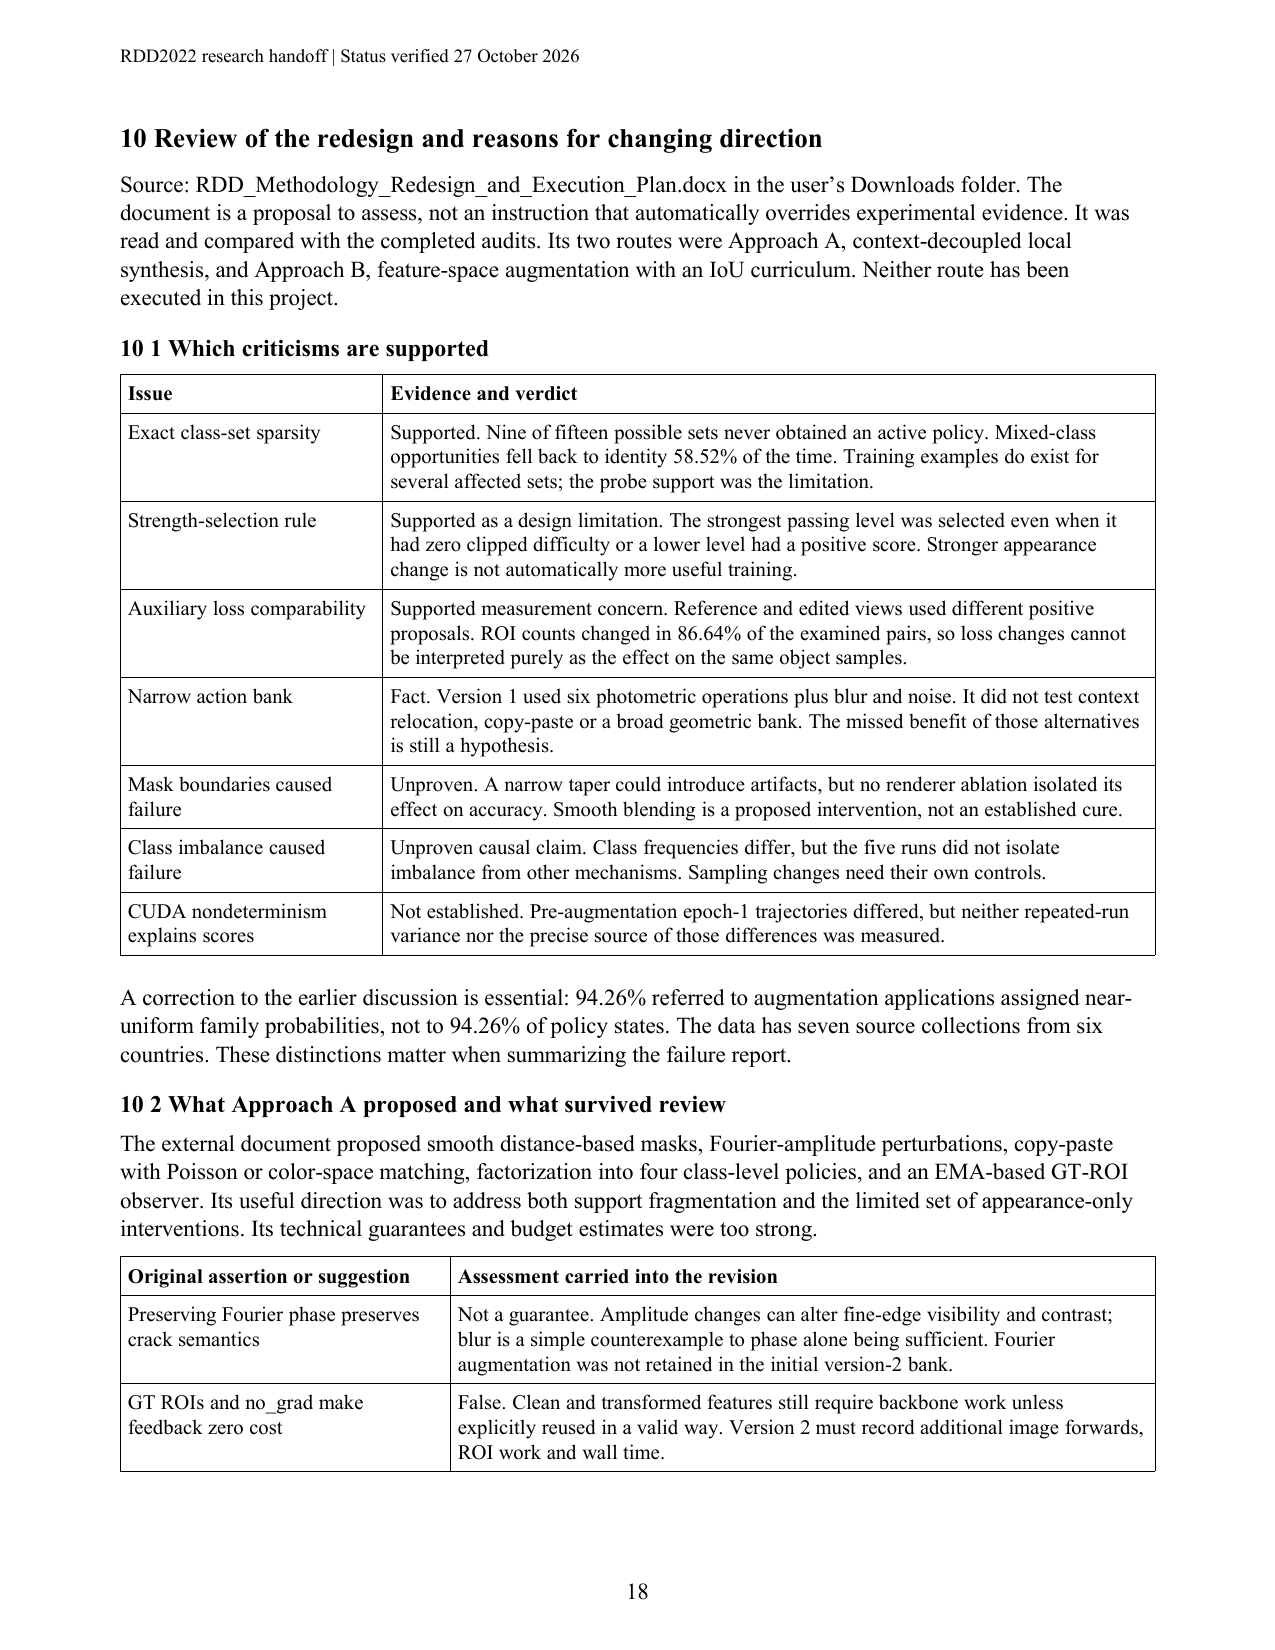 RDD2022 research handoff | Status verified 27 October 2026
10 Review of the redesign and reasons for changing direction
Source: RDD_Methodology_Redesign_and_Execution_Plan.docx in the user’s Downloads folder. The
document is a proposal to assess, not an instruction that automatically overrides experimental evidence. It was
read and compared with the completed audits. Its two routes were Approach A, context-decoupled local
synthesis, and Approach B, feature-space augmentation with an IoU curriculum. Neither route has been
executed in this project.
10 1 Which criticisms are supported
Issue
Evidence and verdict
Exact class-set sparsity
Supported. Nine of fifteen possible sets never obtained an active policy. Mixed-class
opportunities fell back to identity 58.52% of the time. Training examples do exist for
several affected sets; the probe support was the limitation.
Strength-selection rule
Supported as a design limitation. The strongest passing level was selected even when it
had zero clipped difficulty or a lower level had a positive score. Stronger appearance
change is not automatically more useful training.
Auxiliary loss comparability
Supported measurement concern. Reference and edited views used different positive
proposals. ROI counts changed in 86.64% of the examined pairs, so loss changes cannot
be interpreted purely as the effect on the same object samples.
Narrow action bank
Fact. Version 1 used six photometric operations plus blur and noise. It did not test context
relocation, copy-paste or a broad geometric bank. The missed benefit of those alternatives
is still a hypothesis.
Mask boundaries caused
failure
Unproven. A narrow taper could introduce artifacts, but no renderer ablation isolated its
effect on accuracy. Smooth blending is a proposed intervention, not an established cure.
Class imbalance caused
failure
Unproven causal claim. Class frequencies differ, but the five runs did not isolate
imbalance from other mechanisms. Sampling changes need their own controls.
CUDA nondeterminism
explains scores
Not established. Pre-augmentation epoch-1 trajectories differed, but neither repeated-run
variance nor the precise source of those differences was measured.
A correction to the earlier discussion is essential: 94.26% referred to augmentation applications assigned near-
uniform family probabilities, not to 94.26% of policy states. The data has seven source collections from six
countries. These distinctions matter when summarizing the failure report.
10 2 What Approach A proposed and what survived review
The external document proposed smooth distance-based masks, Fourier-amplitude perturbations, copy-paste
with Poisson or color-space matching, factorization into four class-level policies, and an EMA-based GT-ROI
observer. Its useful direction was to address both support fragmentation and the limited set of appearance-only
interventions. Its technical guarantees and budget estimates were too strong.
Original assertion or suggestion
Assessment carried into the revision
Preserving Fourier phase preserves
crack semantics
Not a guarantee. Amplitude changes can alter fine-edge visibility and contrast;
blur is a simple counterexample to phase alone being sufficient. Fourier
augmentation was not retained in the initial version-2 bank.
GT ROIs and no_grad make
feedback zero cost
False. Clean and transformed features still require backbone work unless
explicitly reused in a valid way. Version 2 must record additional image forwards,
ROI work and wall time.
18